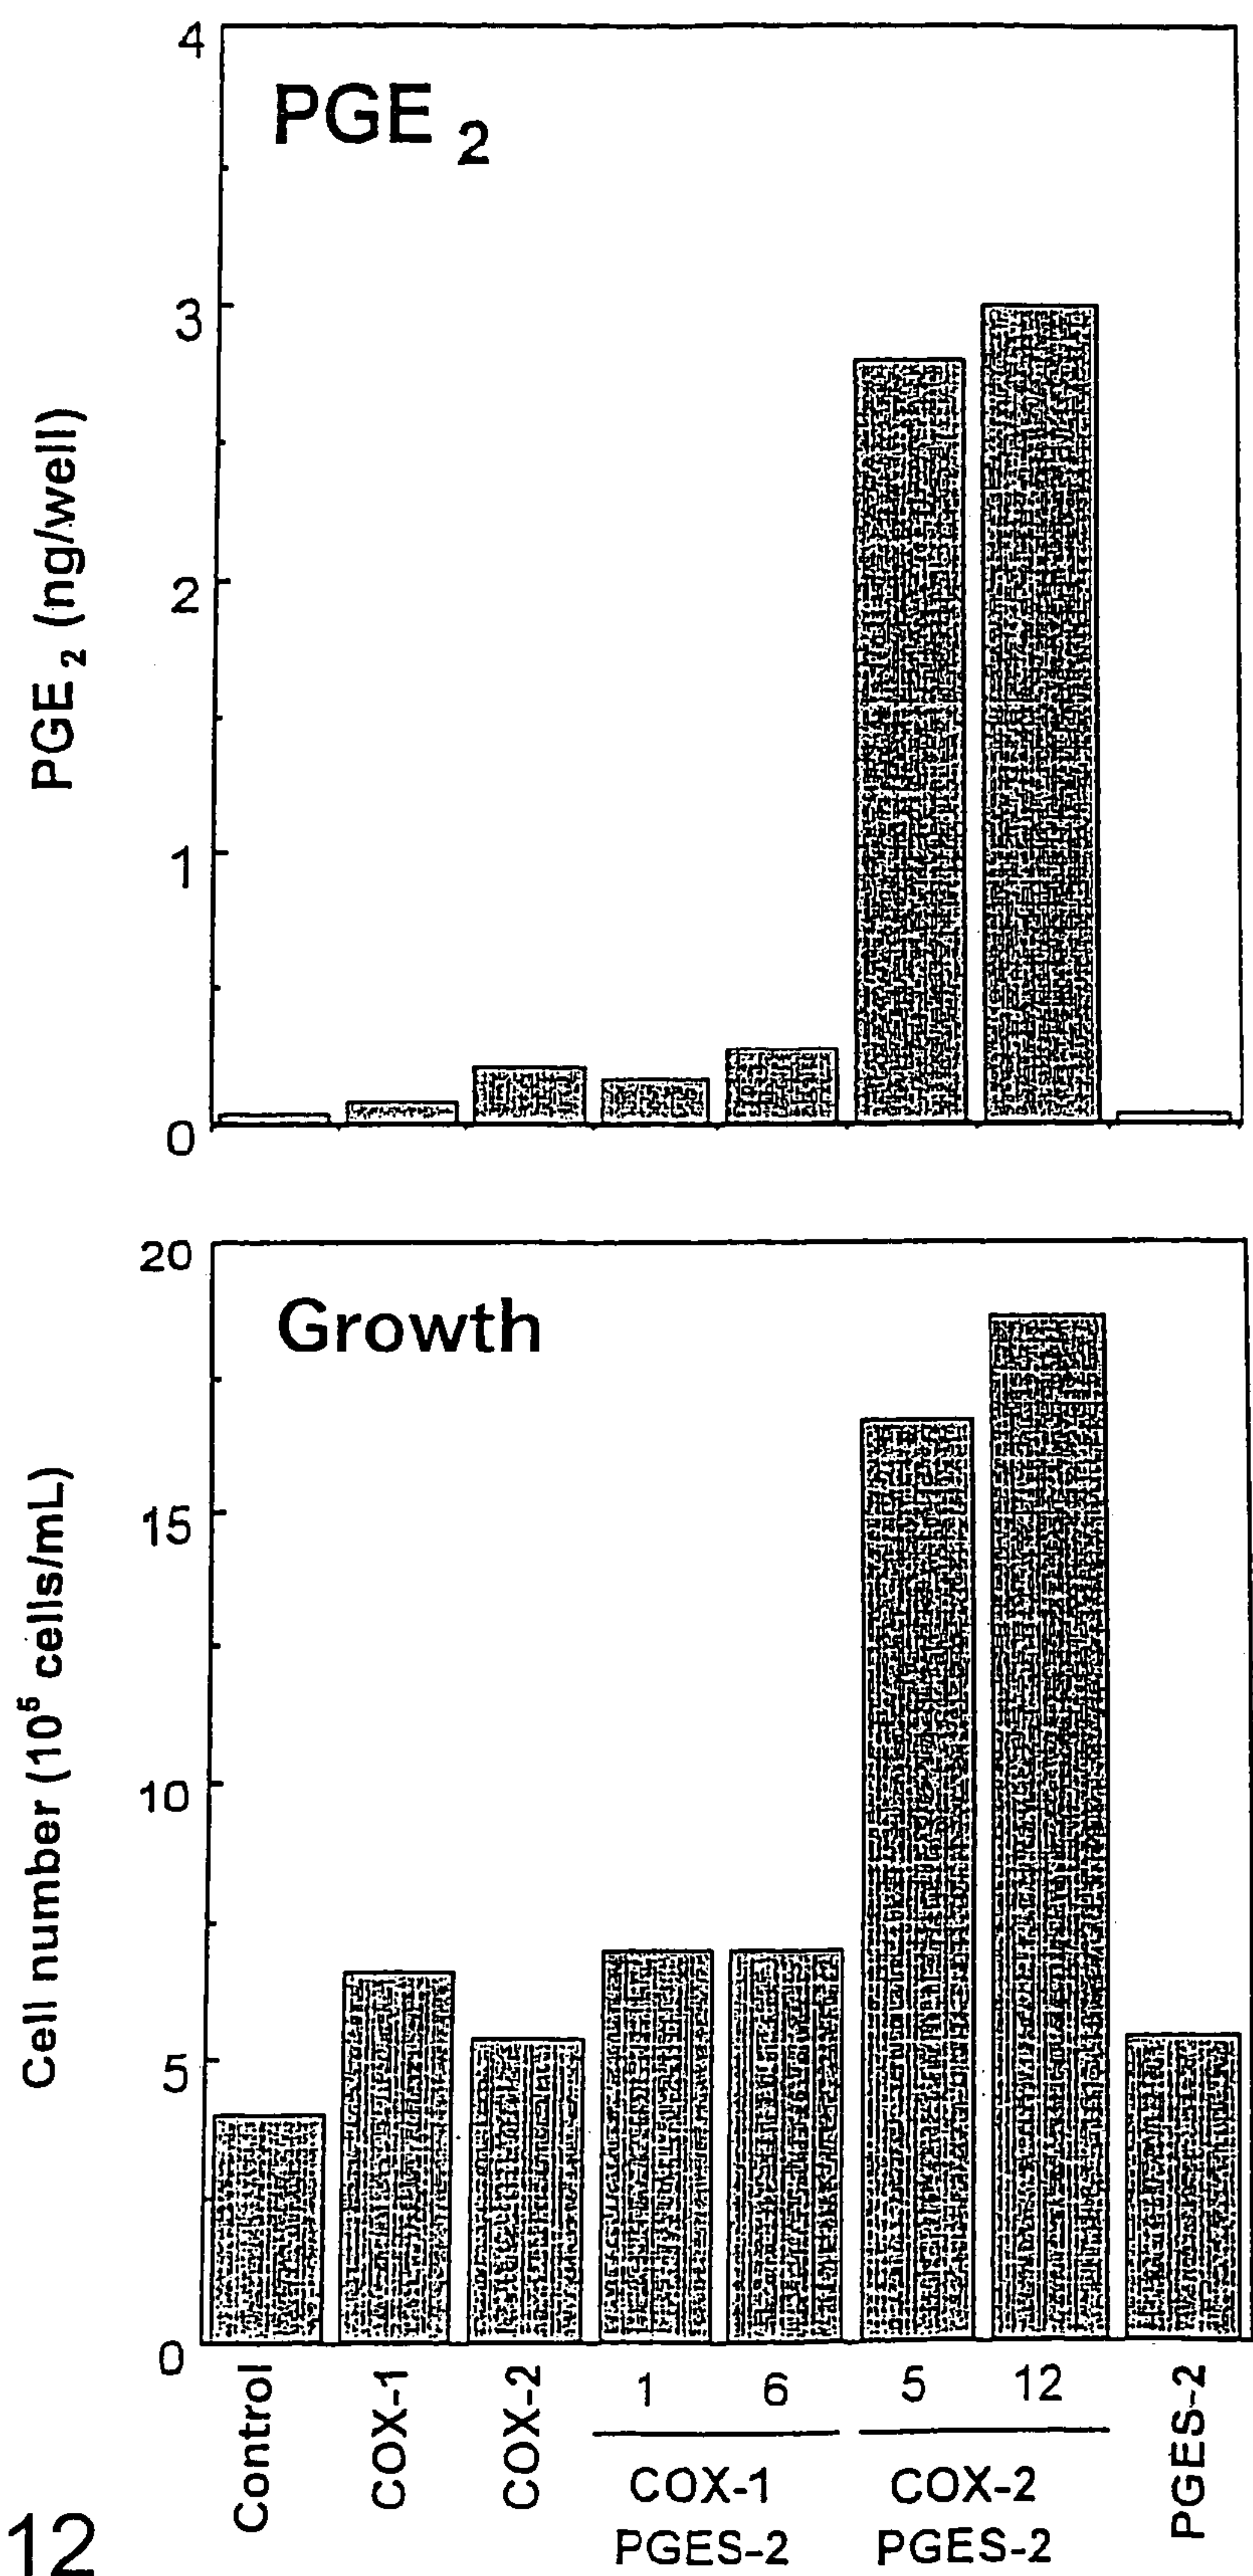 4
PGE 2
3
2
1
0
PGE 2 (ng/well)
20
Growth
15
10
5
0
Cell number (10⁵ cells/mL)
Control
COX-1
COX-2
1 6 5 12
COX-1 COX-2
PGES-2 PGES-2
PGES-2
12